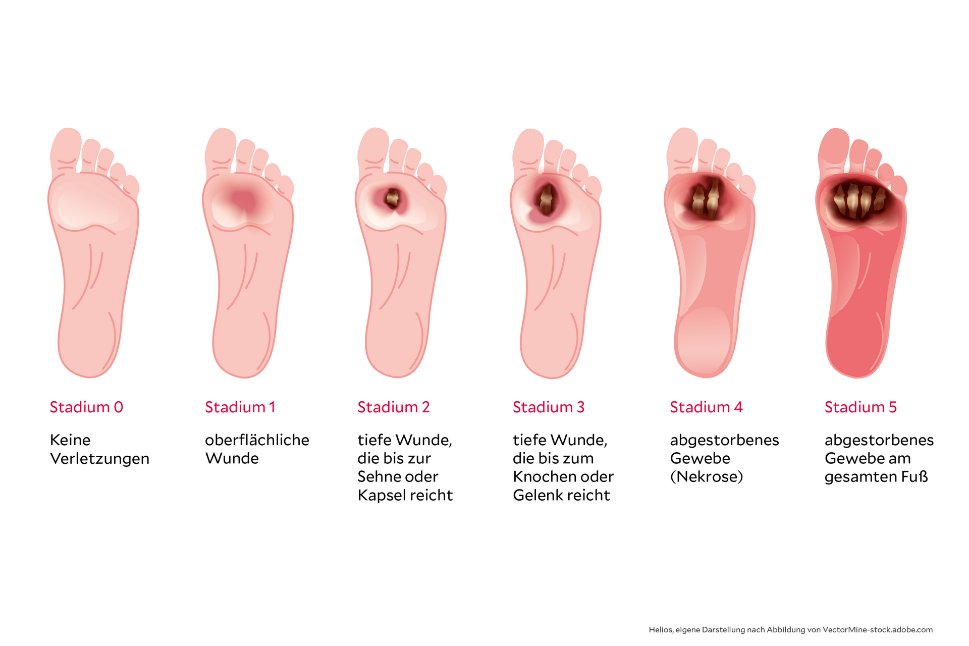 Stadium 0
Keine
Verletzungen
Stadium 1
oberflächliche
Wunde
Stadium 2
tiefe Wunde,
die bis zur
Sehne oder
Kapsel reicht
Stadium 3
tiefe Wunde,
die bis zum
Knochen oder
Gelenk reicht
Stadium 4
abgestorbenes
Gewebe
(Nekrose)
Stadium 5
abgestorbenes
Gewebe am
gesamten Fuß
Helios, eigene Darstellung nach Abbildung von VectorMine-stock.adobe.com